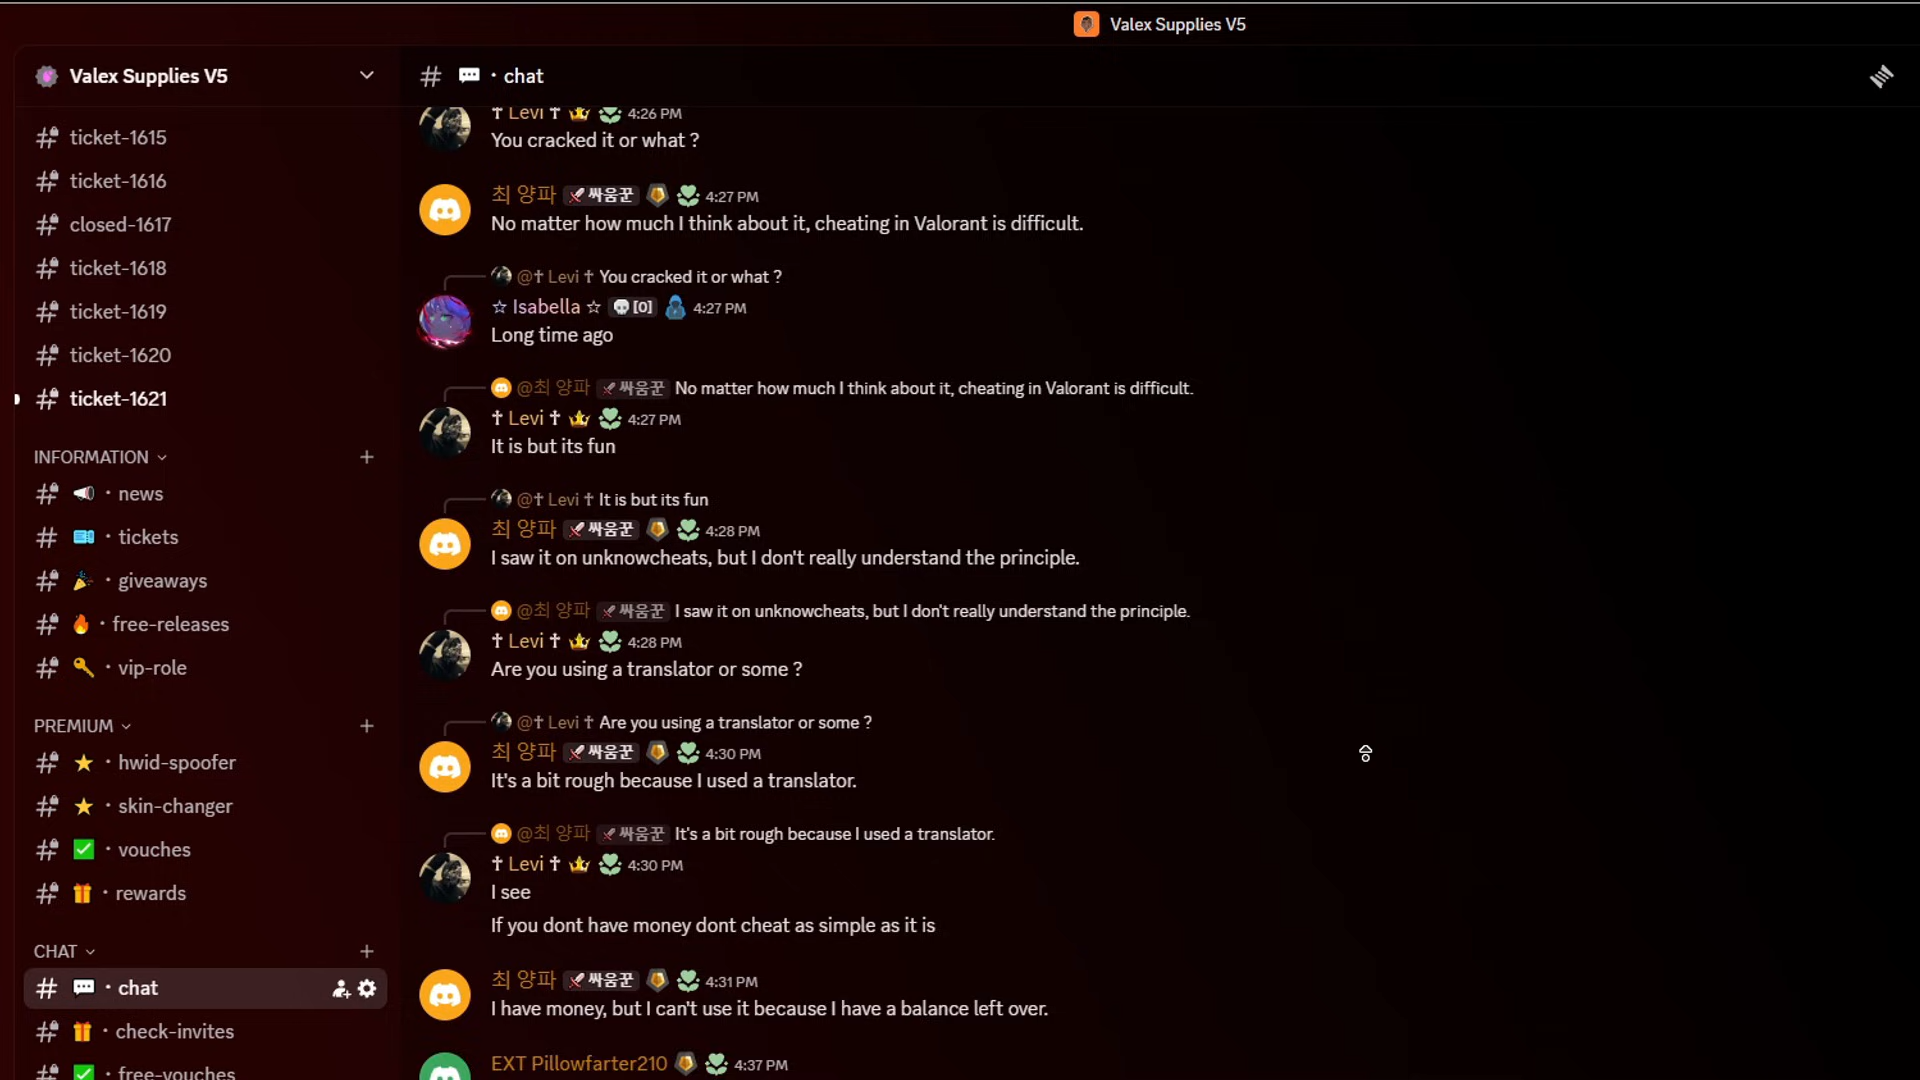 Valex Supplies V5
Valex Supplies V5
ticket-1615
ticket-1616
closed-1617
ticket-1618
ticket-1619
ticket-1620
ticket-1621
INFORMATION
news
tickets
giveaways
free-releases
vip-role
PREMIUM
hwid-spoofer
skin-changer
vouches
rewards
CHAT
chat
check-invites
free-vouches
# 💬・chat
✝ Levi ✝ 4:26 PM
You cracked it or what ?
최 양파 싸움꾼 4:27 PM
No matter how much I think about it, cheating in Valorant is difficult.
@✝ Levi ✝ You cracked it or what ?
☆ Isabella ☆ 💀[0] 4:27 PM
Long time ago
@최 양파 싸움꾼 No matter how much I think about it, cheating in Valorant is difficult.
✝ Levi ✝ 4:27 PM
It is but its fun
@✝ Levi ✝ It is but its fun
최 양파 싸움꾼 4:28 PM
I saw it on unknowcheats, but I don't really understand the principle.
@최 양파 싸움꾼 I saw it on unknowcheats, but I don't really understand the principle.
✝ Levi ✝ 4:28 PM
Are you using a translator or some ?
@✝ Levi ✝ Are you using a translator or some ?
최 양파 싸움꾼 4:30 PM
It's a bit rough because I used a translator.
@최 양파 싸움꾼 It's a bit rough because I used a translator.
✝ Levi ✝ 4:30 PM
I see
If you dont have money dont cheat as simple as it is
최 양파 싸움꾼 4:31 PM
I have money, but I can't use it because I have a balance left over.
EXT Pillowfarter210 4:37 PM